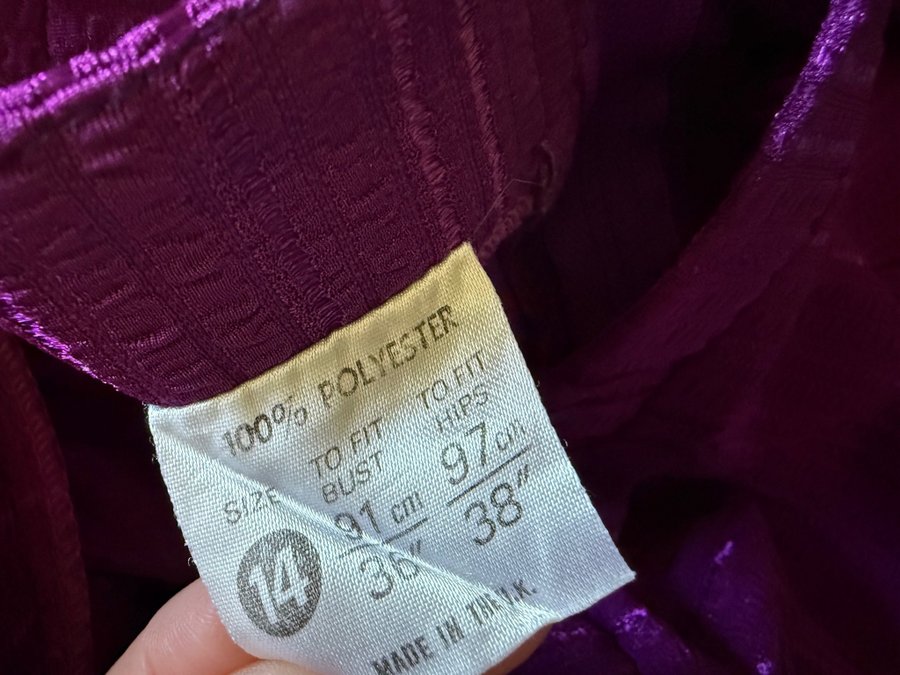 100% POLYESTER
SIZE TO FIT BUST TO FIT HIPS
14 91 cm 97 cm
36" 38"
MADE IN THE U.K.